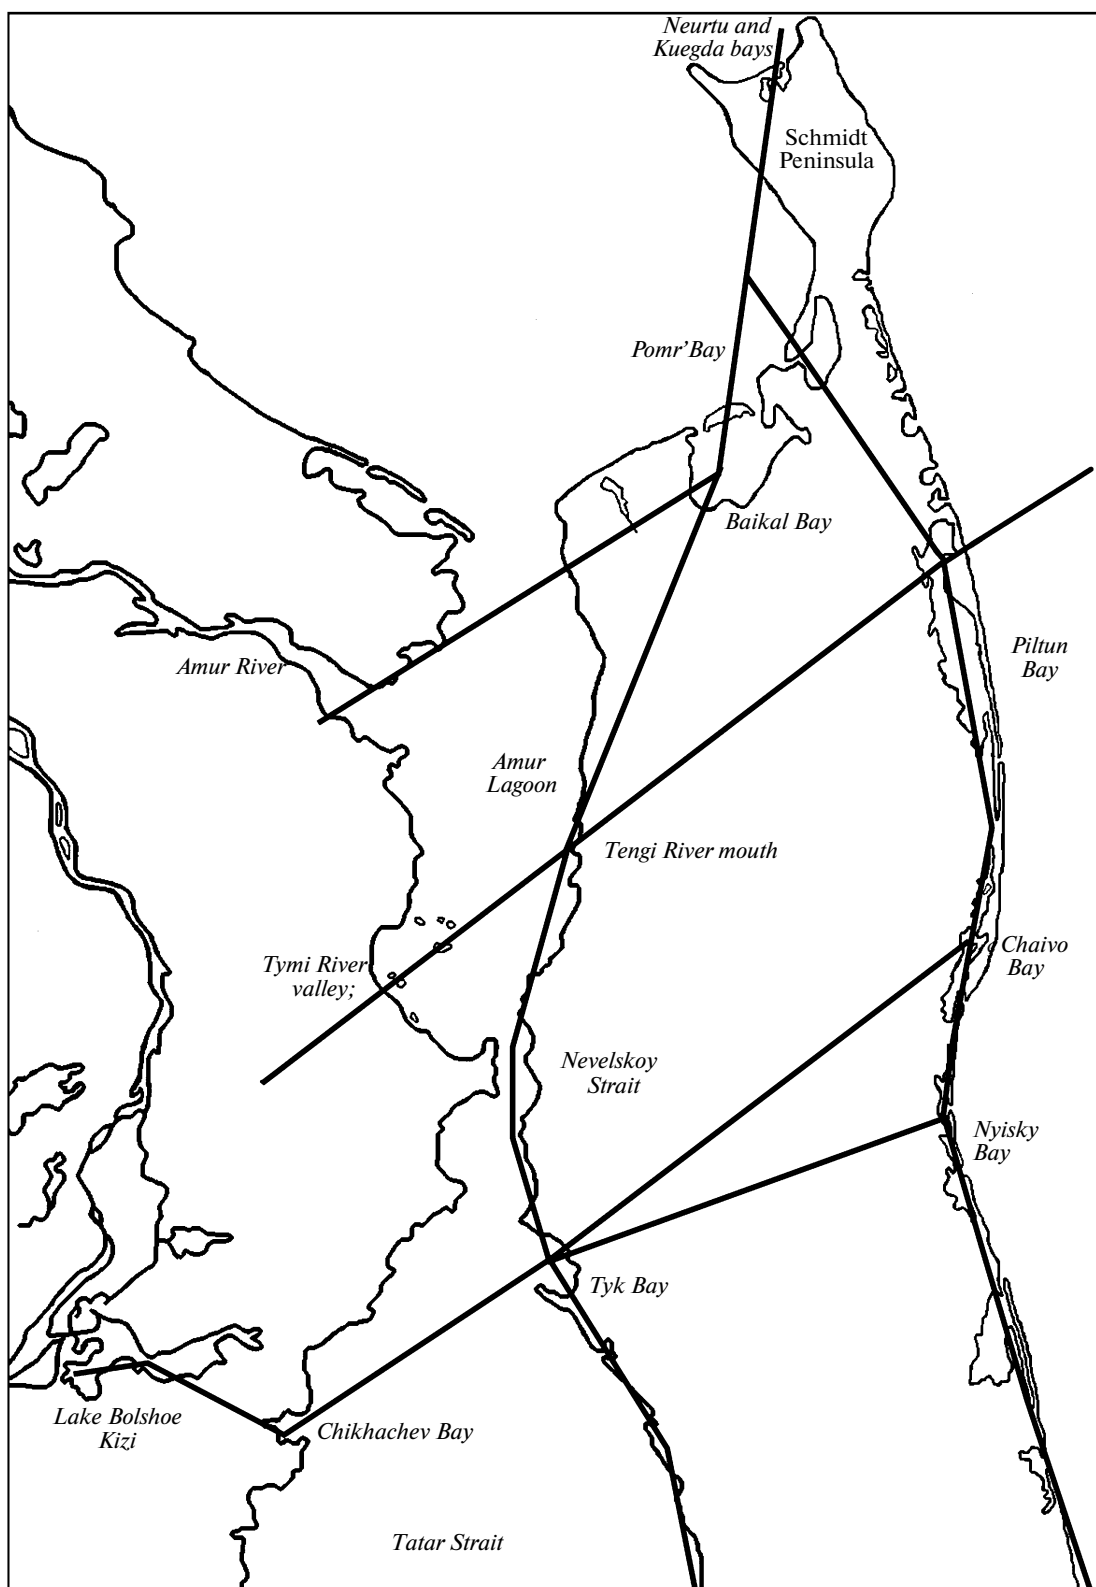 Neurtu and
Kuegda bays
Schmidt
Peninsula
Pomr’Bay
Baikal Bay
Amur River
Piltun
Bay
Amur
Lagoon
Tengi River mouth
Chaivo
Bay
Tymi River
valley;
Nevelskoy
Strait
Nyisky
Bay
Tyk Bay
Lake Bolshoe
Kizi
Chikhachev Bay
Tatar Strait